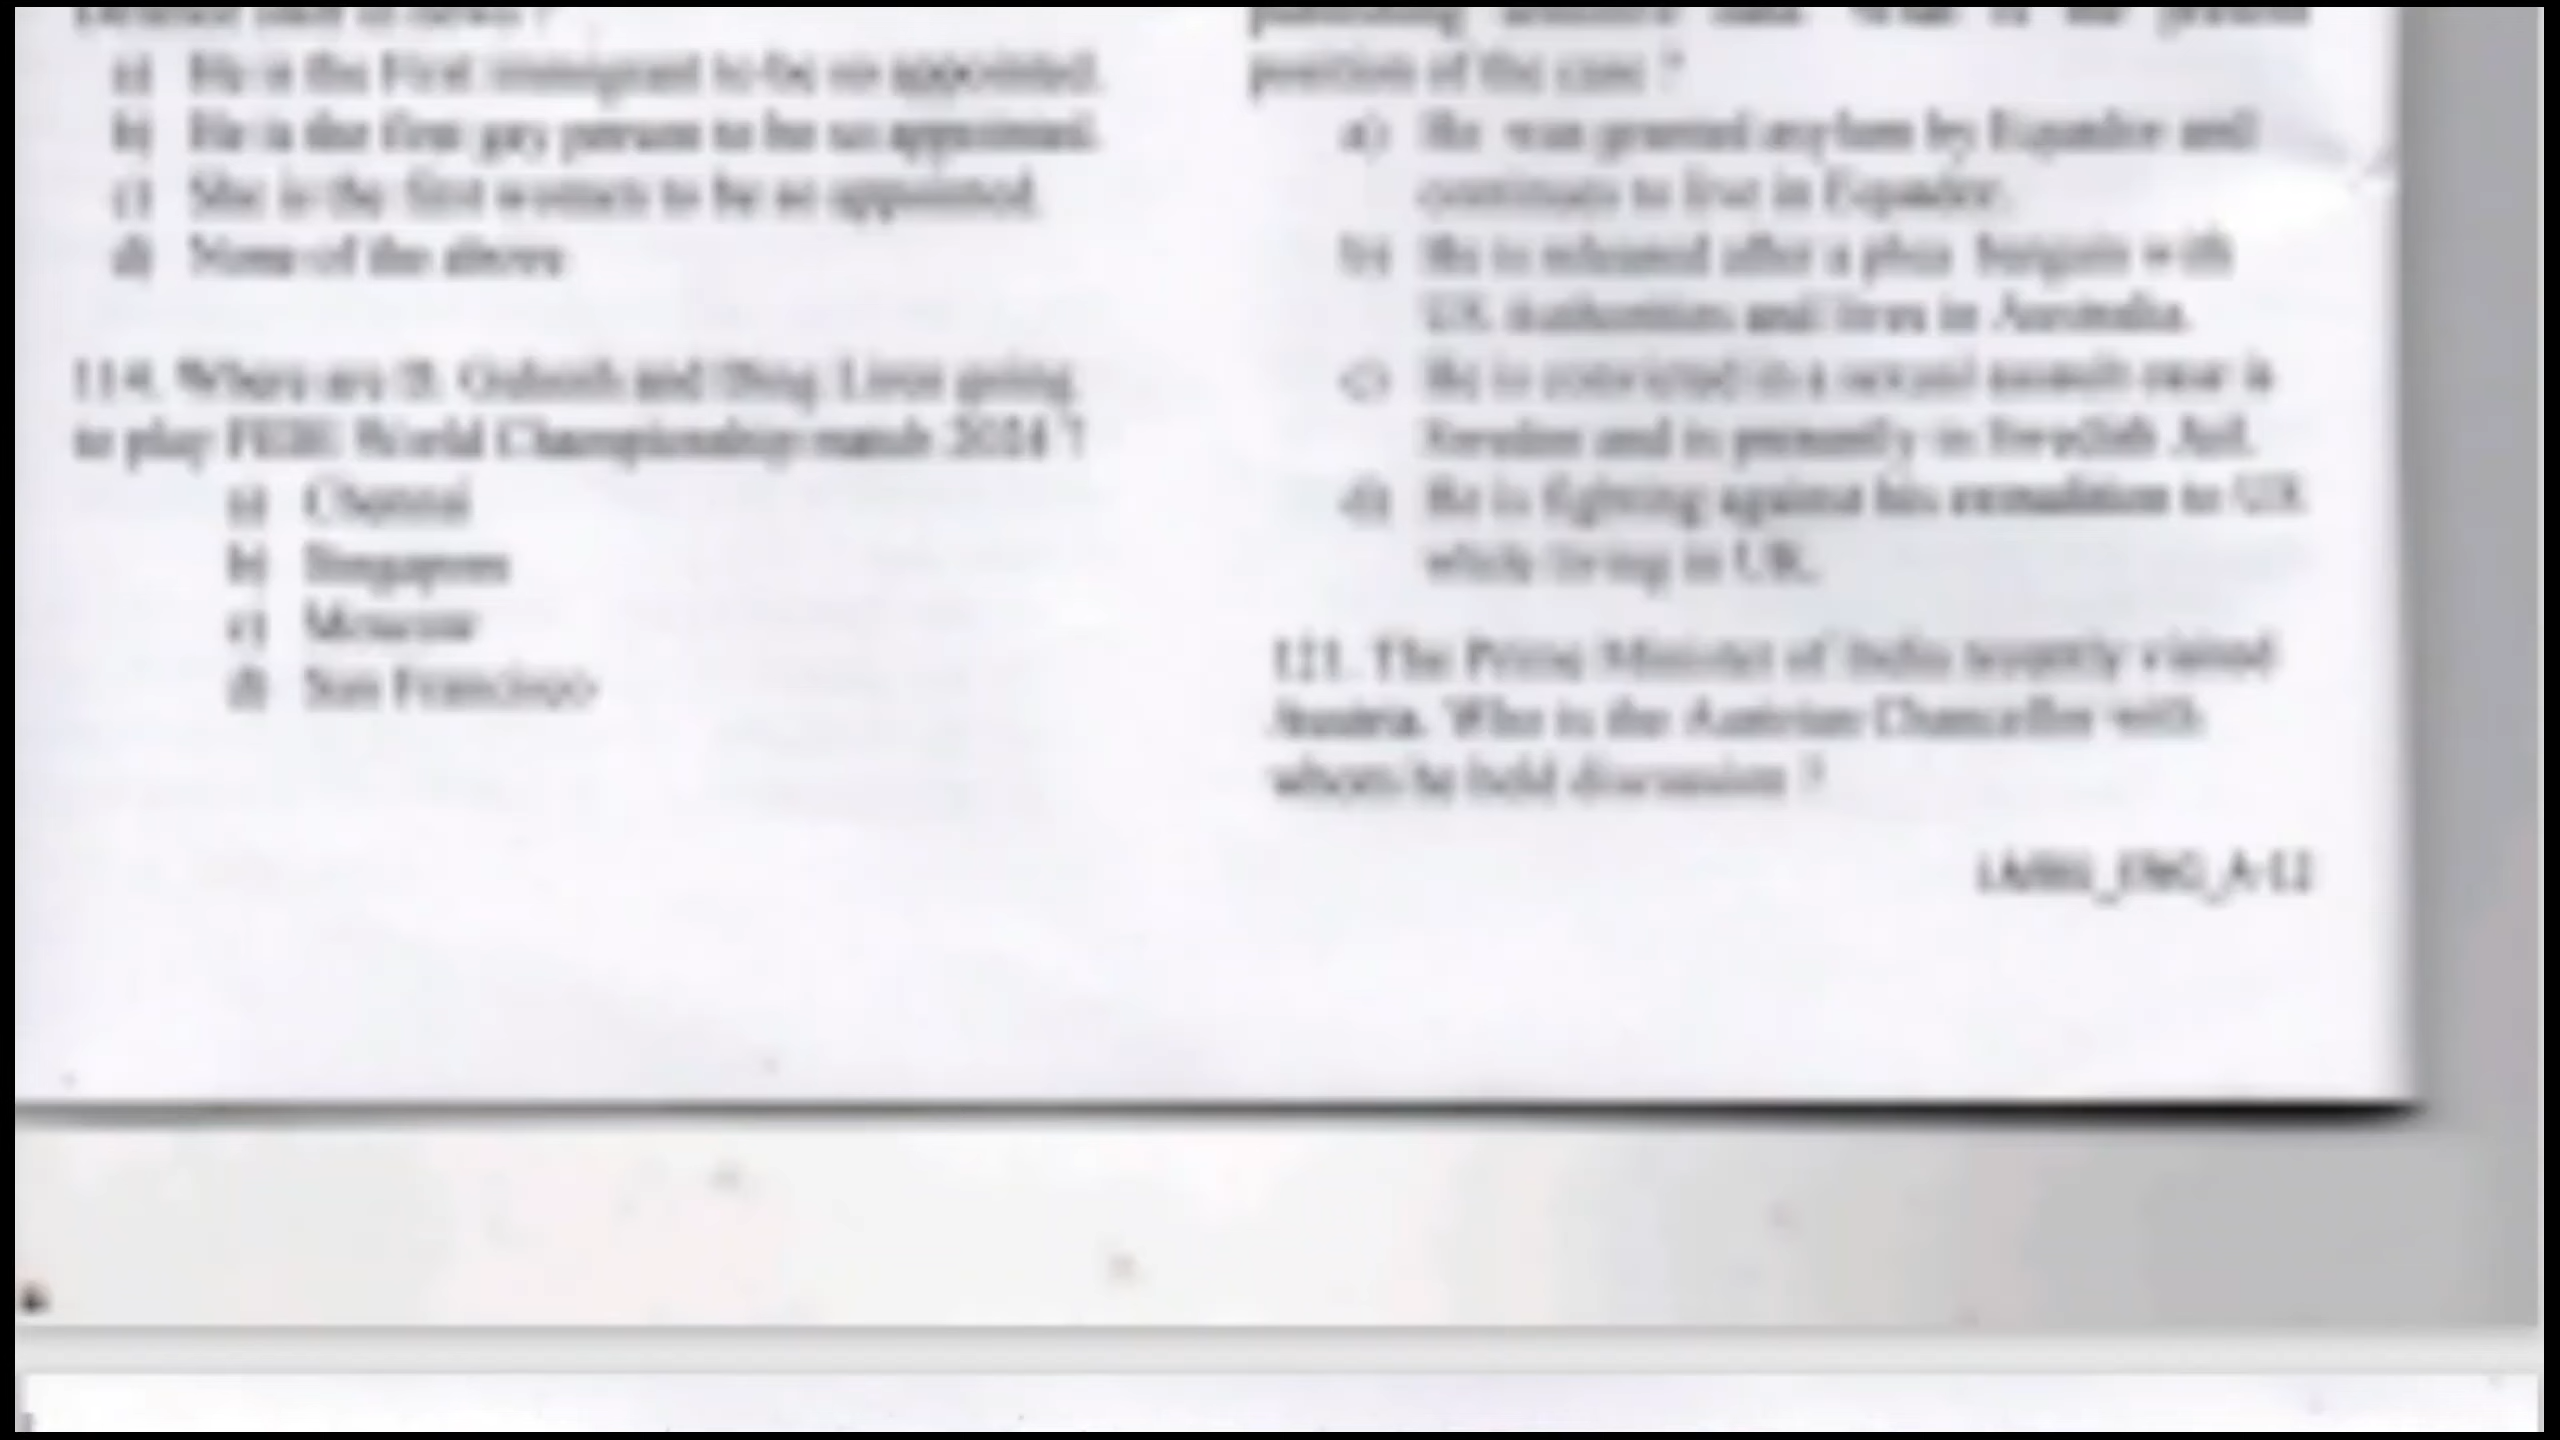 a) He is the First immigrant to be so appointed.
b) He is the first gay person to be so appointed.
c) She is the first women to be so appointed.
d) None of the above
114. Where are D. Gukesh and Ding Liren going
to play FIDE World Championship match 2024 ?
a) Chennai
b) Singapore
c) Moscow
d) San Francisco
position of the case ?
a) He was granted asylum by and
continues to live in
b) He is released after a plea bargain with
US Authorities and lives in Australia.
c) He is convicted in a sexual assault case in
Sweden and is presently in Swedish Jail.
d) He is fighting against his extradition to US
while living in UK.
121. The Prime Minister of India recently visited
Austria. Who is the Austrian Chancellor with
whom he held discussion ?